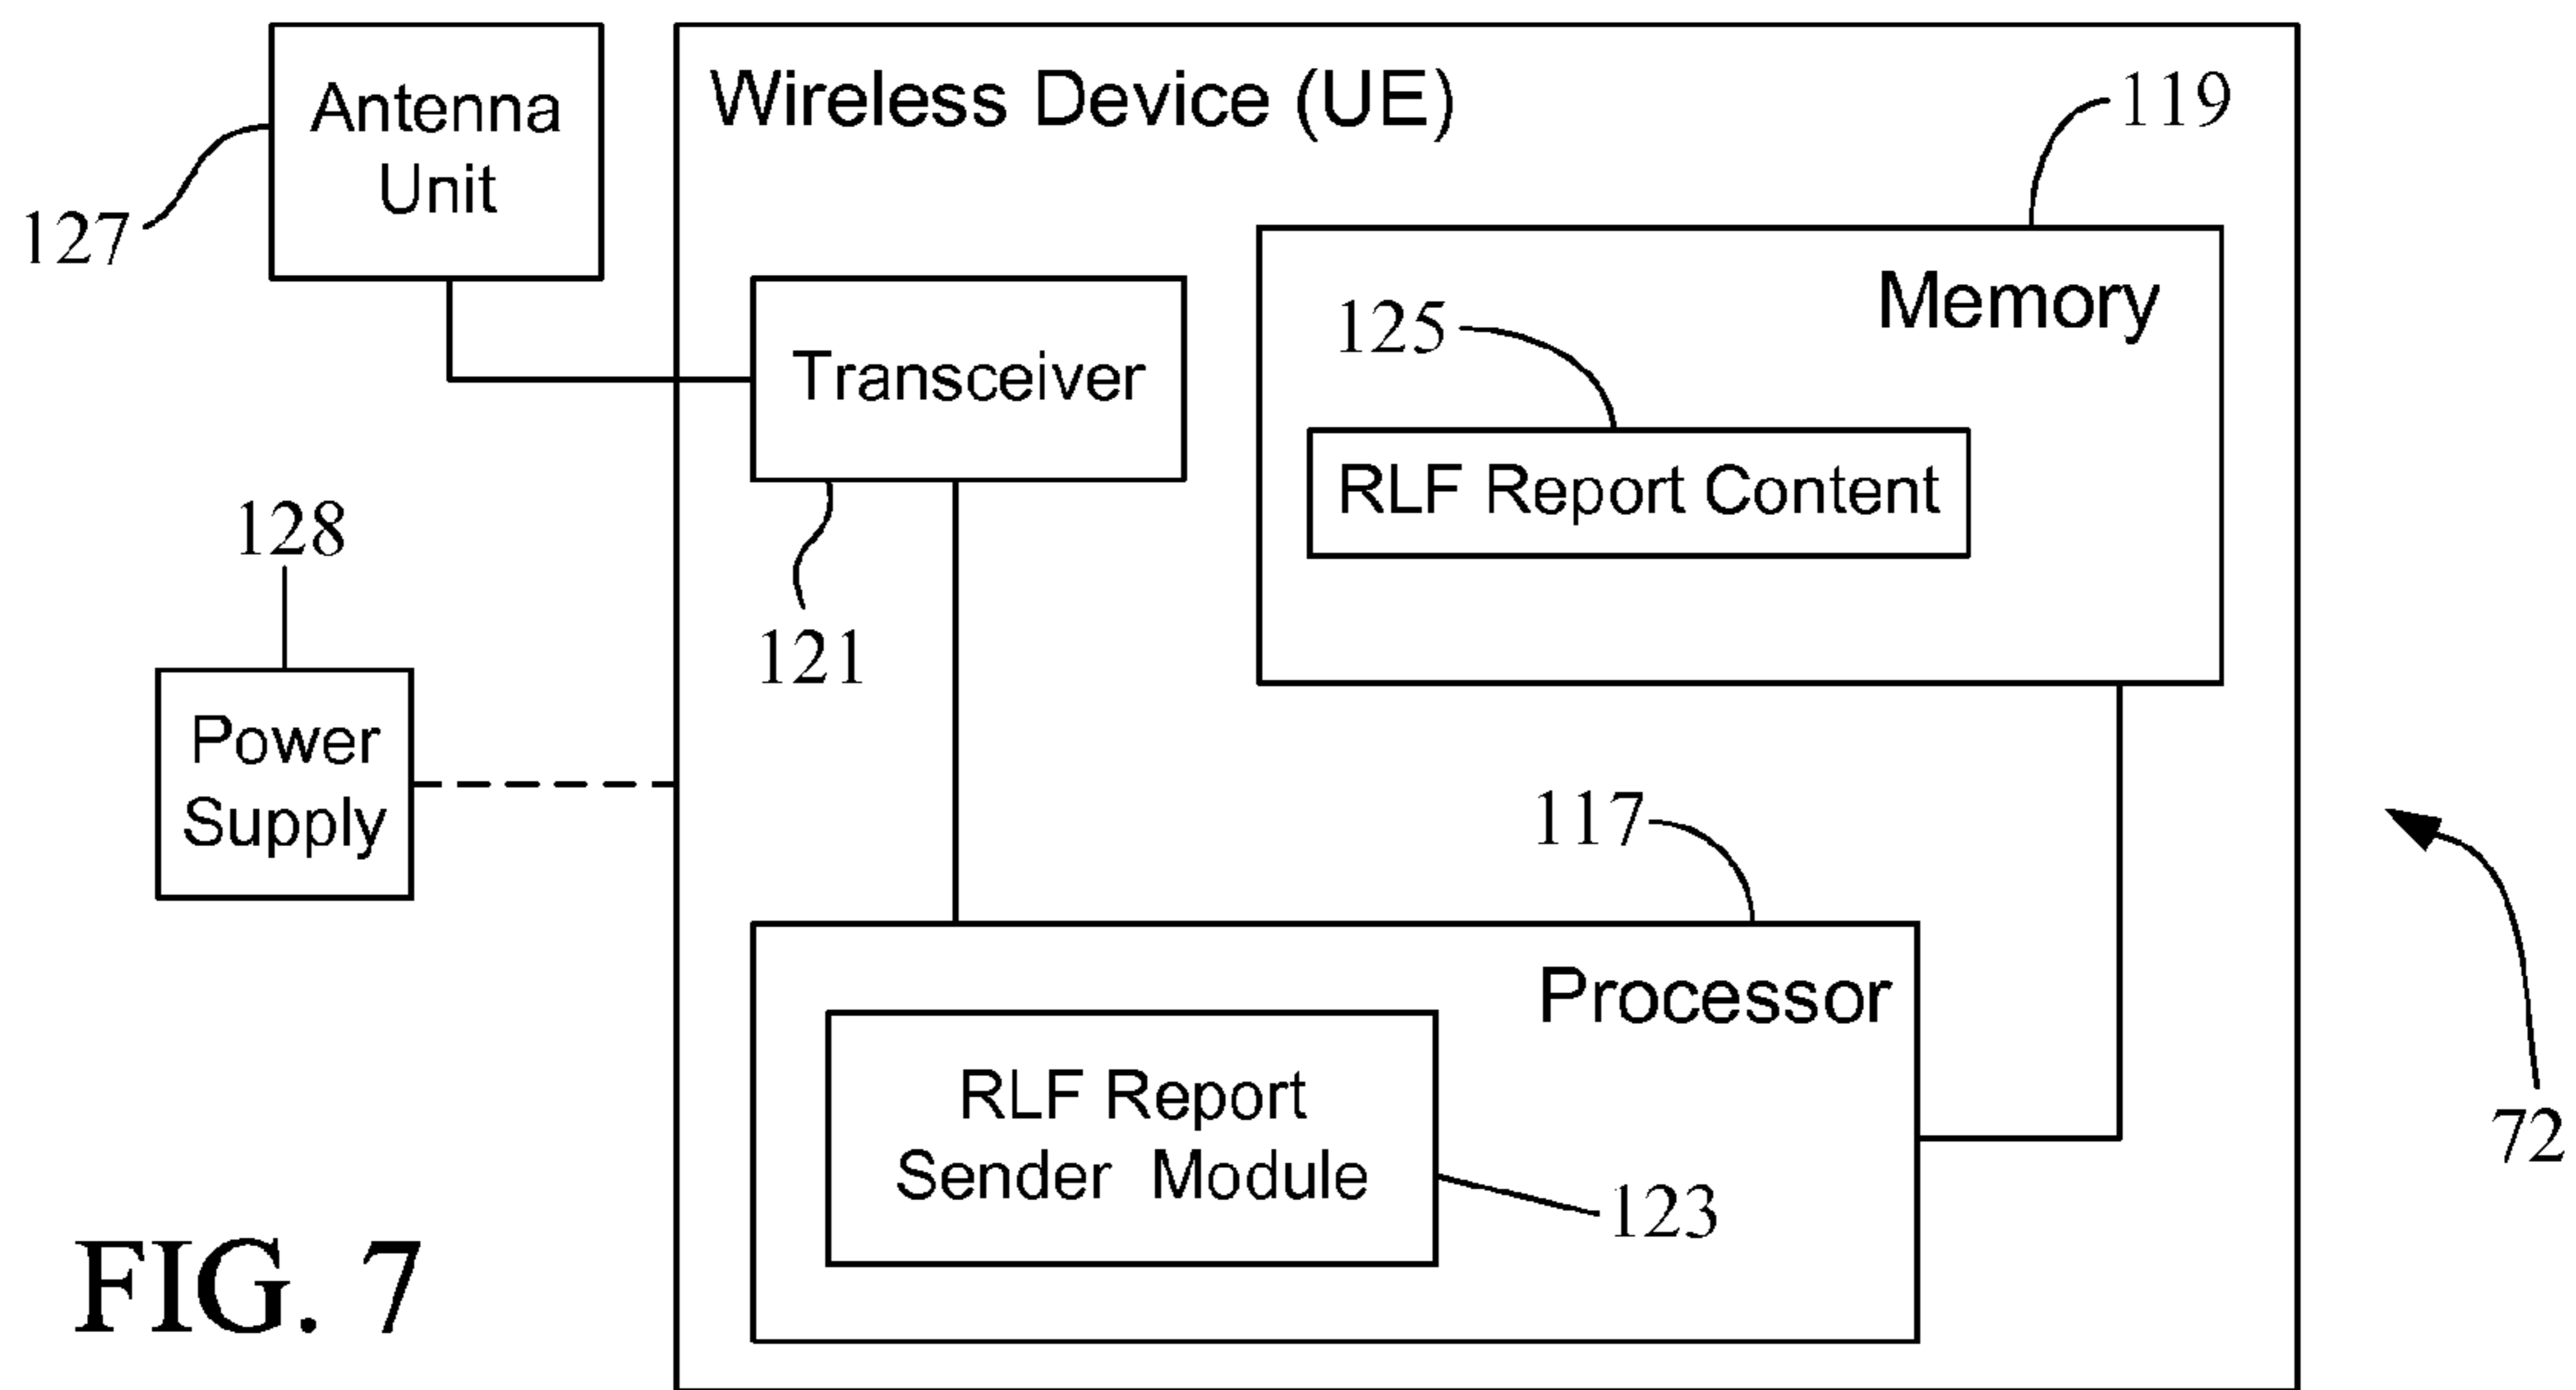 Antenna
Unit
127
Wireless Device (UE)
119
Memory
125
RLF Report Content
Transceiver
121
128
Power
Supply
117
Processor
RLF Report
Sender Module
123
72
FIG. 7